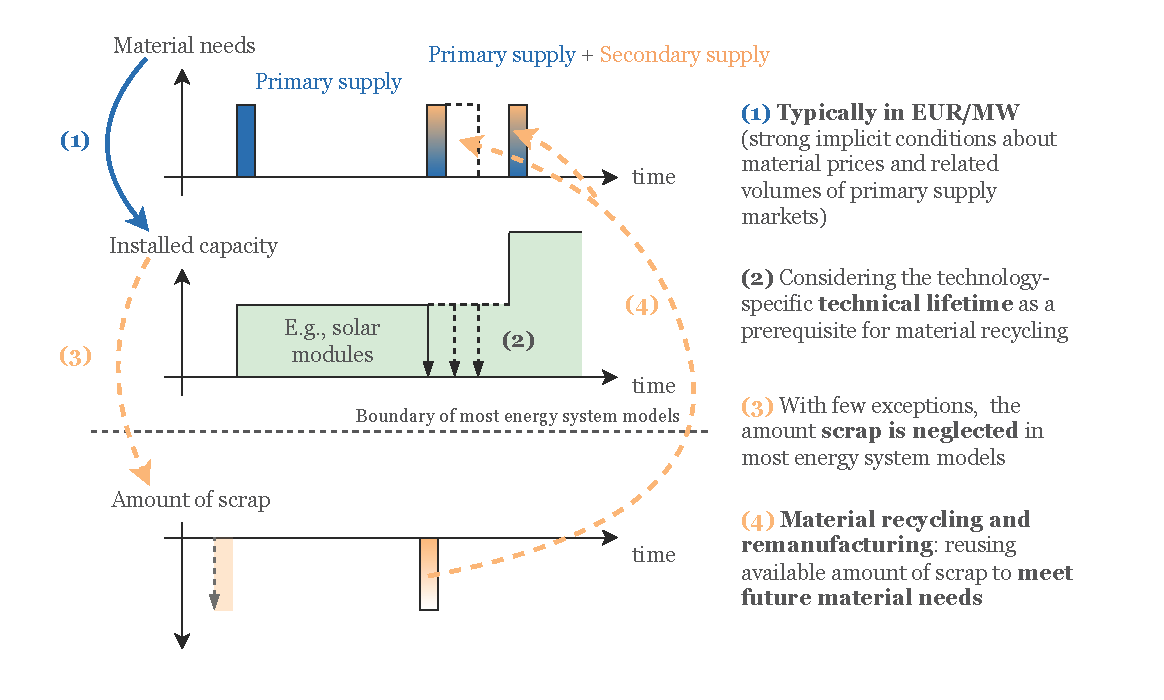 Material needs
Primary supply + Secondary supply
Primary supply
(1)
time
Installed capacity
E.g., solar
modules
(2)
(3)
(4)
time
Boundary of most energy system models
Amount of scrap
time
(1) Typically in EUR/MW
(strong implicit conditions about
material prices and related
volumes of primary supply
markets)
(2) Considering the technology-
specific technical lifetime as a
prerequisite for material recycling
(3) With few exceptions,  the
amount scrap is neglected in
most energy system models
(4) Material recycling and
remanufacturing: reusing
available amount of scrap to meet
future material needs